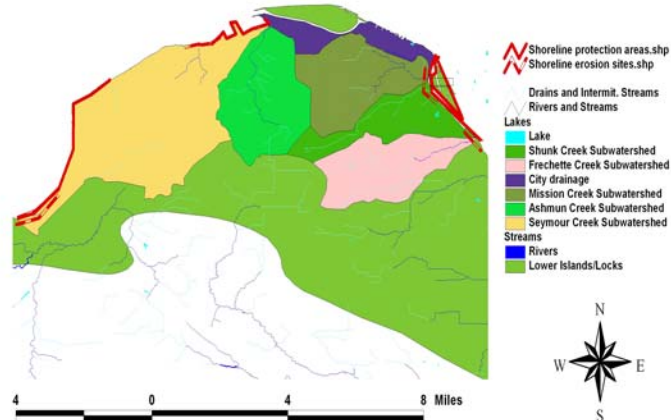 Shoreline protection areas.shp
Shoreline erosion sites.shp
Drains and Intermit. Streams
Rivers and Streams
Lakes
Lake
Shunk Creek Subwatershed
Frechette Creek Subwatershed
City drainage
Mission Creek Subwatershed
Ashmun Creek Subwatershed
Seymour Creek Subwatershed
Streams
Rivers
Lower Islands/Locks
N
W E
S
4 0 4 8 Miles